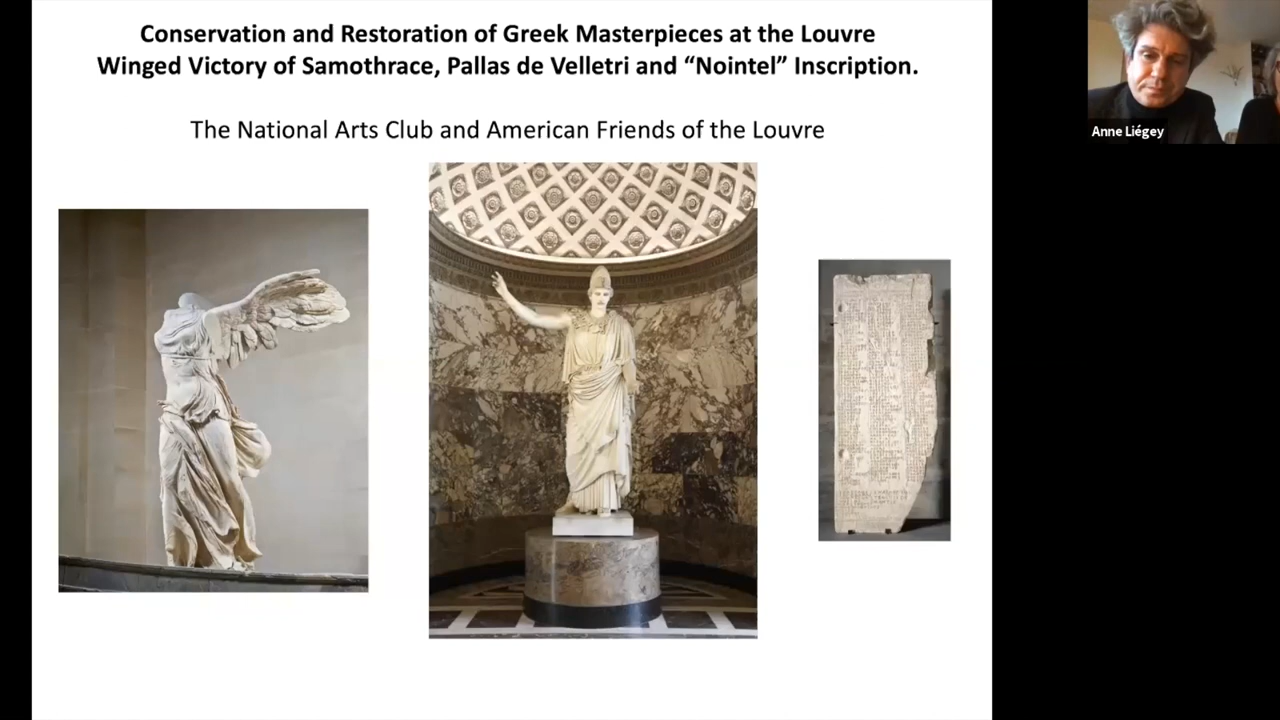 Conservation and Restoration of Greek Masterpieces at the Louvre
Winged Victory of Samothrace, Pallas de Velletri and “Nointel” Inscription.
The National Arts Club and American Friends of the Louvre
Anne Liégey